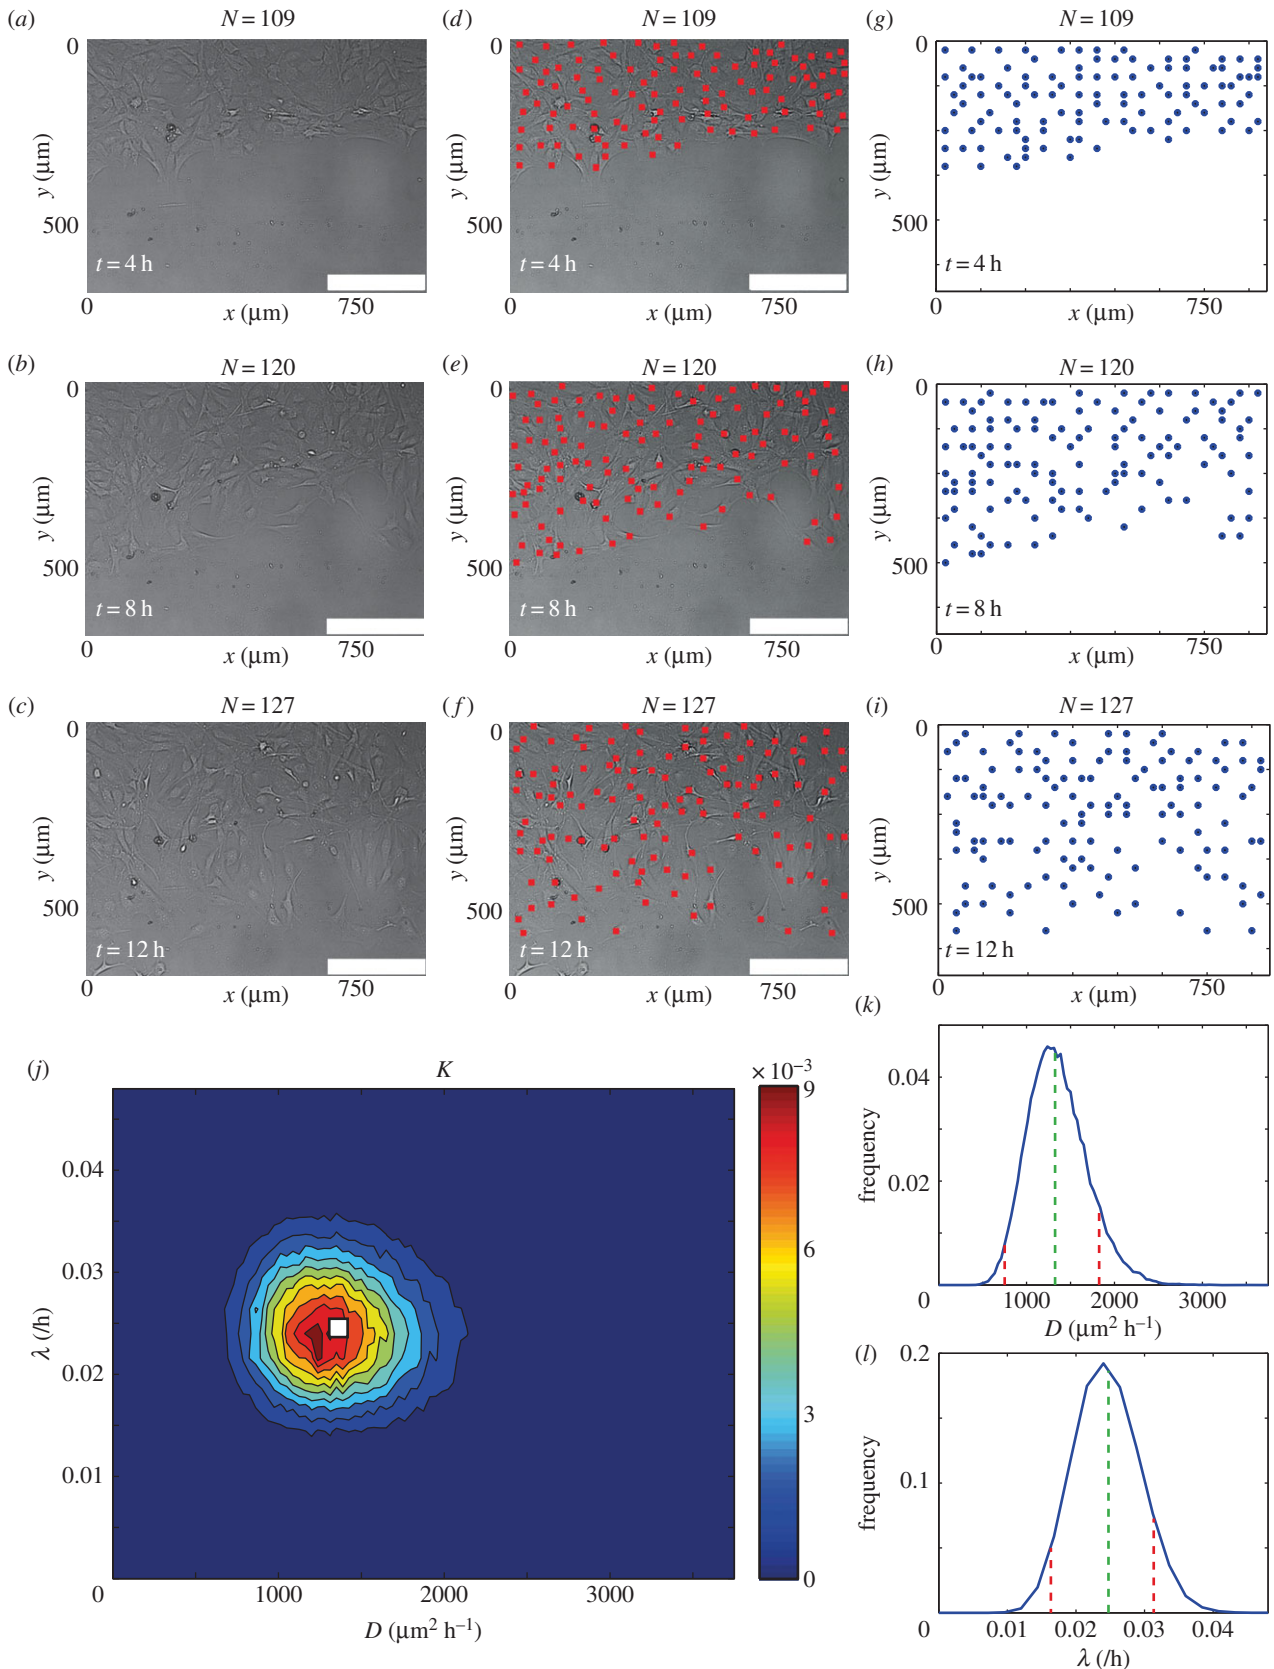 (a) N = 109 (d) N = 109 (g) N = 109
0 0 0
y (μm) y (μm) y (μm)
500 500 500
t = 4 h t = 4 h t = 4 h
0 750 0 750 0 750
x (μm) x (μm) x (μm)
(b) N = 120 (e) N = 120 (h) N = 120
0 0 0
y (μm) y (μm) y (μm)
500 500 500
t = 8 h t = 8 h t = 8 h
0 750 0 750 0 750
x (μm) x (μm) x (μm)
(c) N = 127 (f) N = 127 (i) N = 127
0 0 0
y (μm) y (μm) y (μm)
500 500 500
t = 12 h t = 12 h t = 12 h
0 750 0 750 0 750
x (μm) x (μm) x (μm)
(j) K × 10⁻³
9
0.04
6
0.03
λ (/h)
0.02
3
0.01
0
0 1000 2000 3000
D (μm² h⁻¹)
(k)
0.04
frequency
0.02
0
1000 2000 3000
D (μm² h⁻¹)
(l)
0.2
frequency
0.1
0 0.01 0.02 0.03 0.04
λ (/h)